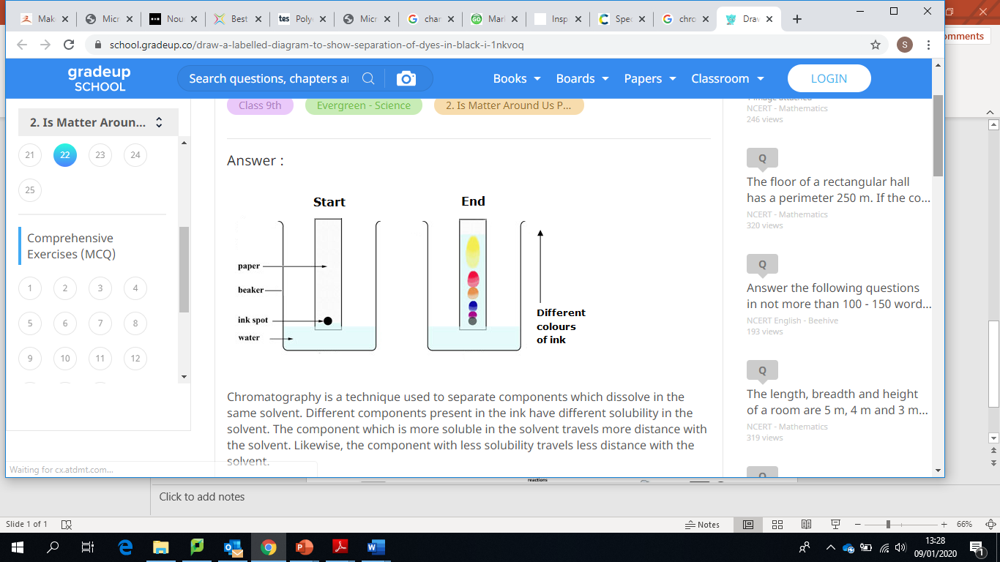 Make
Micr
Nou
Best
tes Poly
Micr
char
GO Marl
Insp
Spec
chro
Drav
omments
school.gradeup.co/draw-a-labelled-diagram-to-show-separation-of-dyes-in-black-i-1nkvoq
S
gradeup
SCHOOL
Search questions, chapters ar
Books
Boards
Papers
Classroom
LOGIN
2. Is Matter Aroun...
21 22 23 24
25
Comprehensive
Exercises (MCQ)
1 2 3 4
5 6 7 8
9 10 11 12
Class 9th
Evergreen - Science
2. Is Matter Around Us P...
Answer :
Start
End
paper
beaker
ink spot
water
Different
colours
of ink
Chromatography is a technique used to separate components which dissolve in the
same solvent. Different components present in the ink have different solubility in the
solvent. The component which is more soluble in the solvent travels more distance with
the solvent. Likewise, the component with less solubility travels less distance with the
solvent.
NCERT - Mathematics
246 views
Q
The floor of a rectangular hall
has a perimeter 250 m. If the co...
NCERT - Mathematics
320 views
Q
Answer the following questions
in not more than 100 - 150 word...
NCERT English - Beehive
193 views
Q
The length, breadth and height
of a room are 5 m, 4 m and 3 m...
NCERT - Mathematics
319 views
Q
Waiting for cx.atdmt.com...
reactions
Click to add notes
Slide 1 of 1
Notes
66%
13:28
09/01/2020
1